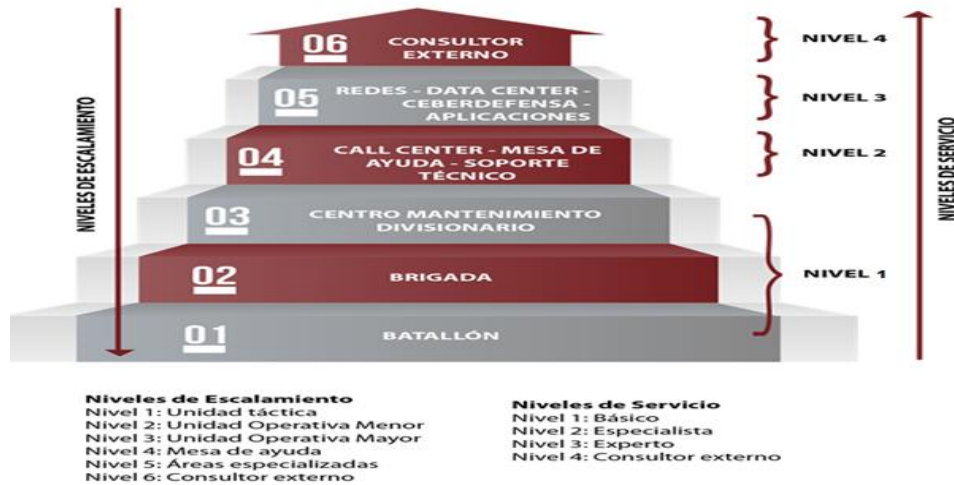 NIVELES DE ESCALAMIENTO
06
CONSULTOR
EXTERNO
NIVEL 4
05
REDES - DATA CENTER -
CEBERDEFENSA -
APLICACIONES
NIVEL 3
04
CALL CENTER - MESA DE
AYUDA - SOPORTE
TÉCNICO
NIVEL 2
03
CENTRO MANTENIMIENTO
DIVISIONARIO
02
BRIGADA
NIVEL 1
01
BATALLÓN
NIVELES DE SERVICIO
Niveles de Escalamiento
Nivel 1: Unidad táctica
Nivel 2: Unidad Operativa Menor
Nivel 3: Unidad Operativa Mayor
Nivel 4: Mesa de ayuda
Nivel 5: Áreas especializadas
Nivel 6: Consultor externo
Niveles de Servicio
Nivel 1: Básico
Nivel 2: Especialista
Nivel 3: Experto
Nivel 4: Consultor externo